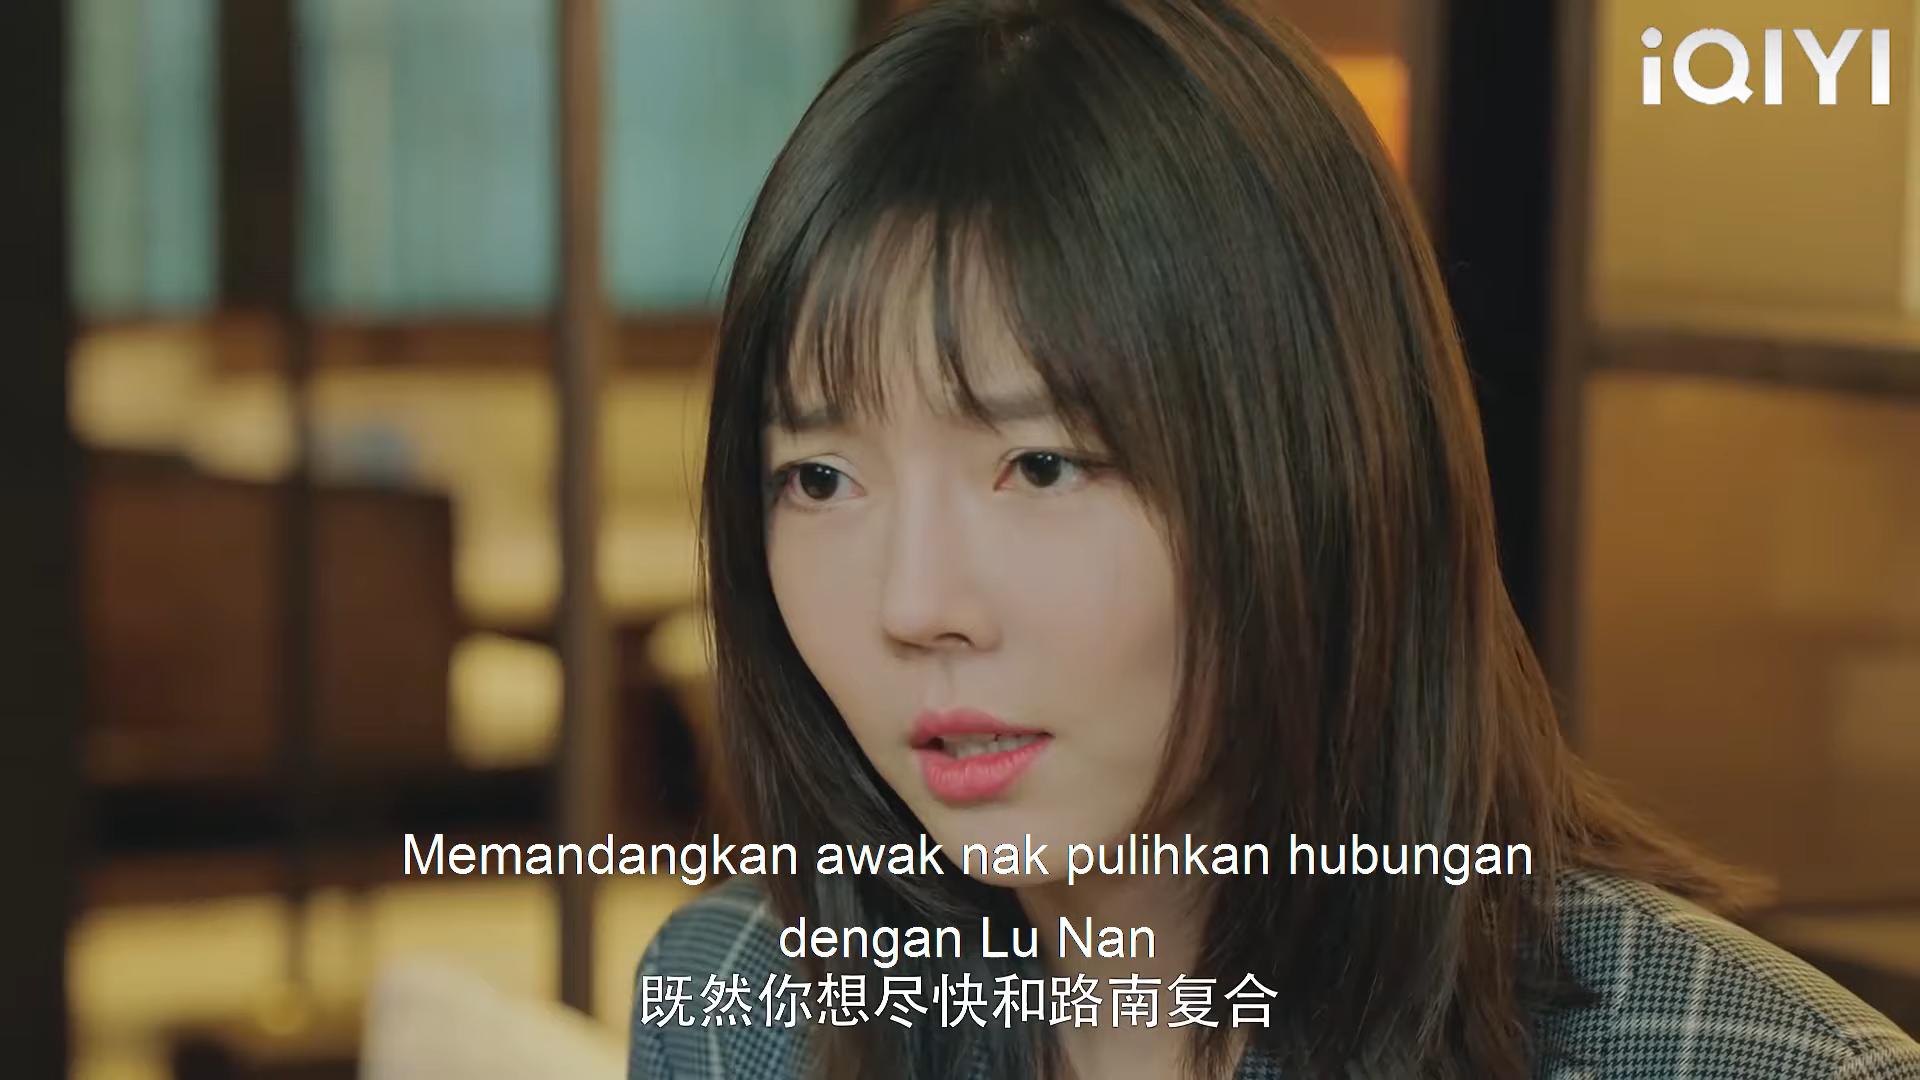 iQIYI
Memandangkan awak nak pulihkan hubungan
dengan Lu Nan
既然你想尽快和路南复合